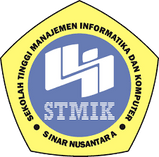 SEKOLAH TINGGI MANAJEMEN INFORMATIKA DAN KOMPUTER
STMIK
SINAR NUSANTARA